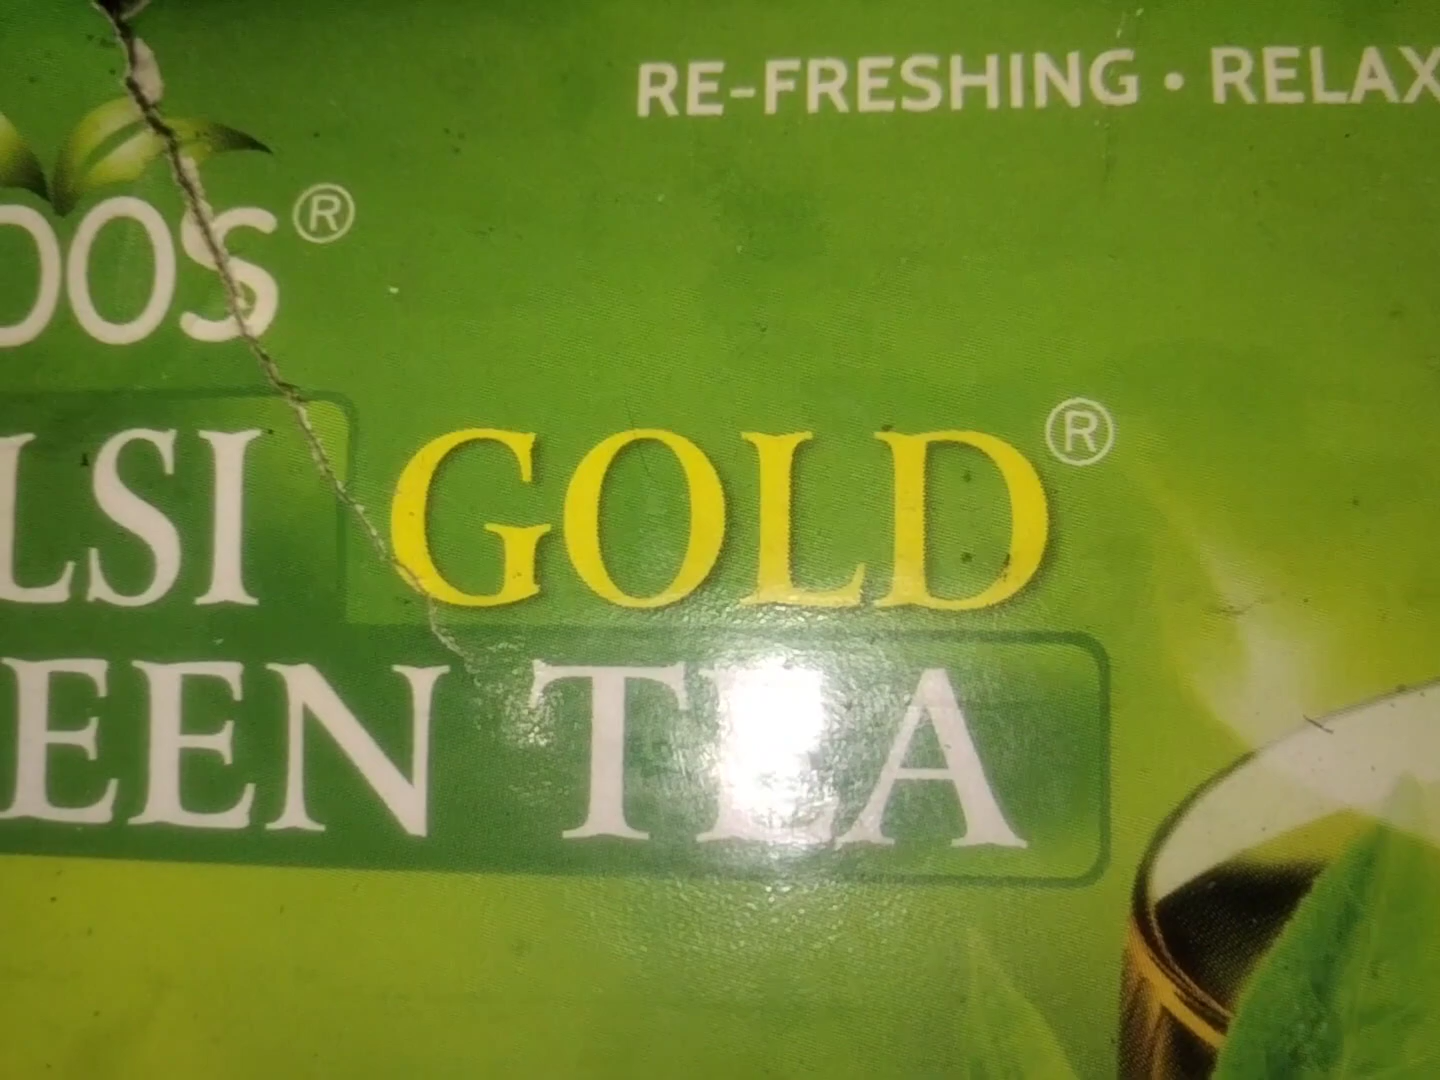 RE-FRESHING • RELAX
OOS®
LSI GOLD®
EEN TEA